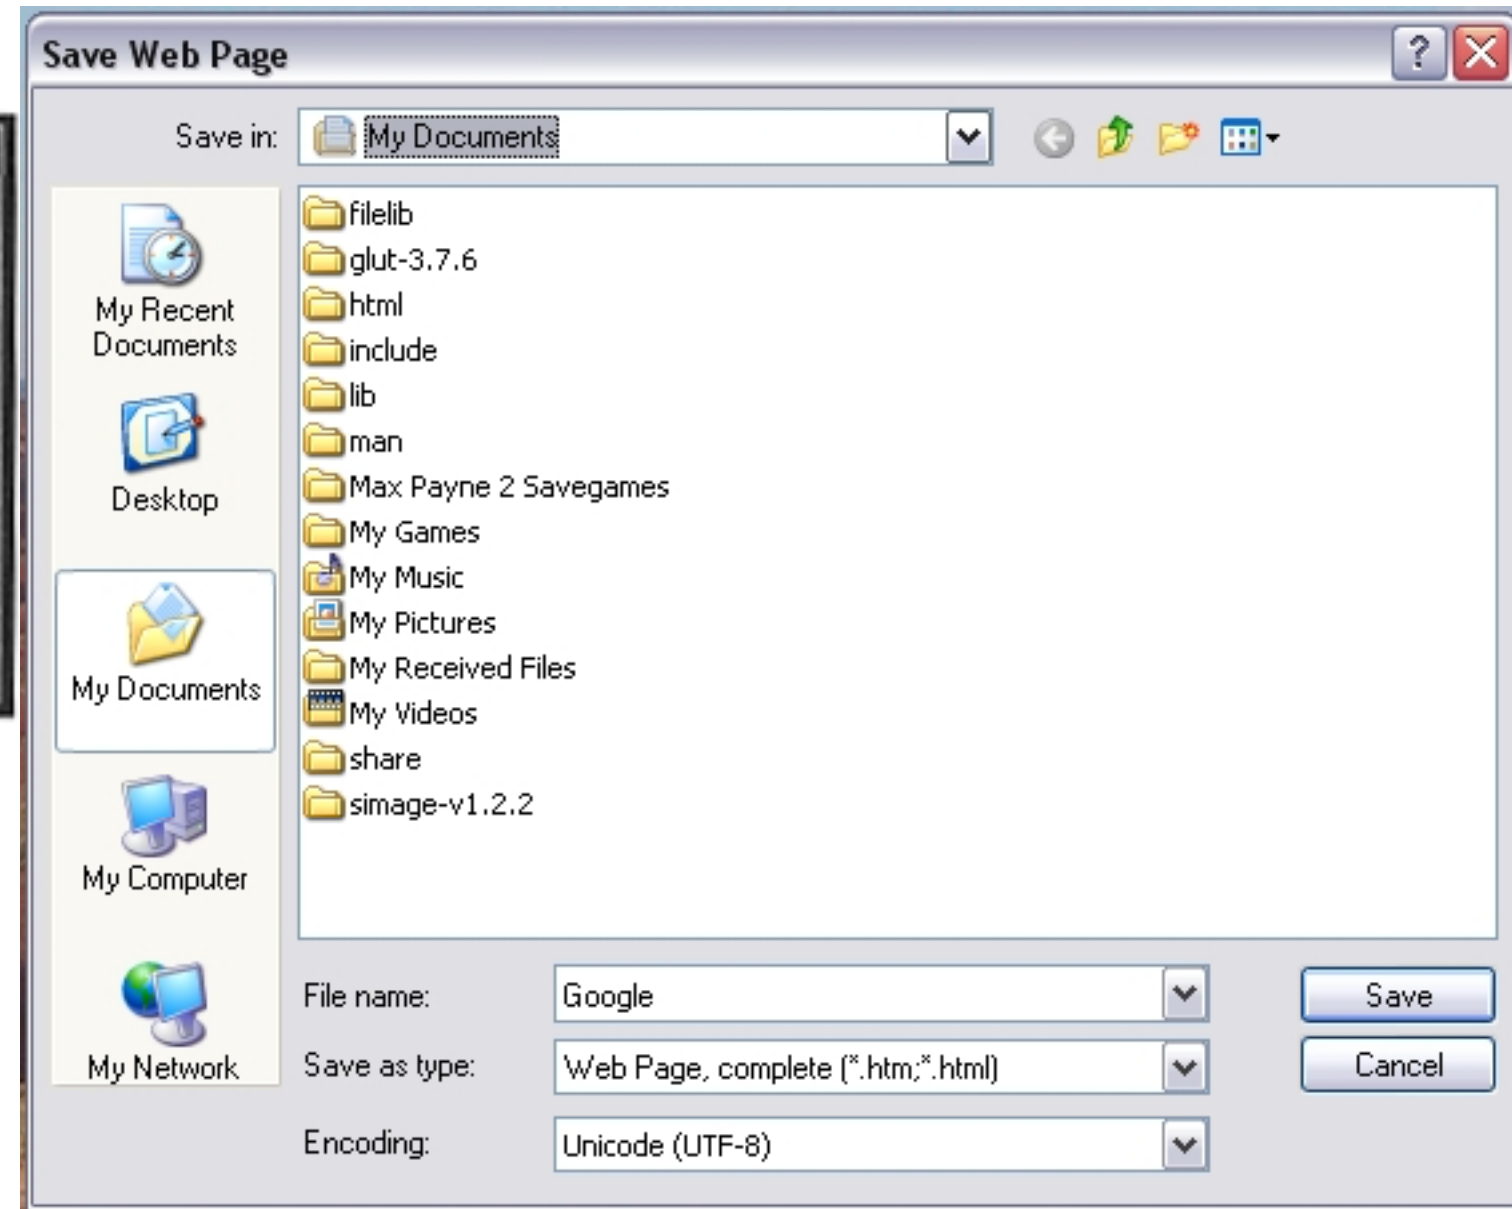 Save Web Page
Save in:
My Documents
My Recent
Documents
Desktop
My Documents
My Computer
My Network
filelib
glut-3.7.6
html
include
lib
man
Max Payne 2 Savegames
My Games
My Music
My Pictures
My Received Files
My Videos
share
simage-v1.2.2
File name:
Google
Save
Save as type:
Web Page, complete (*.htm;*.html)
Cancel
Encoding:
Unicode (UTF-8)